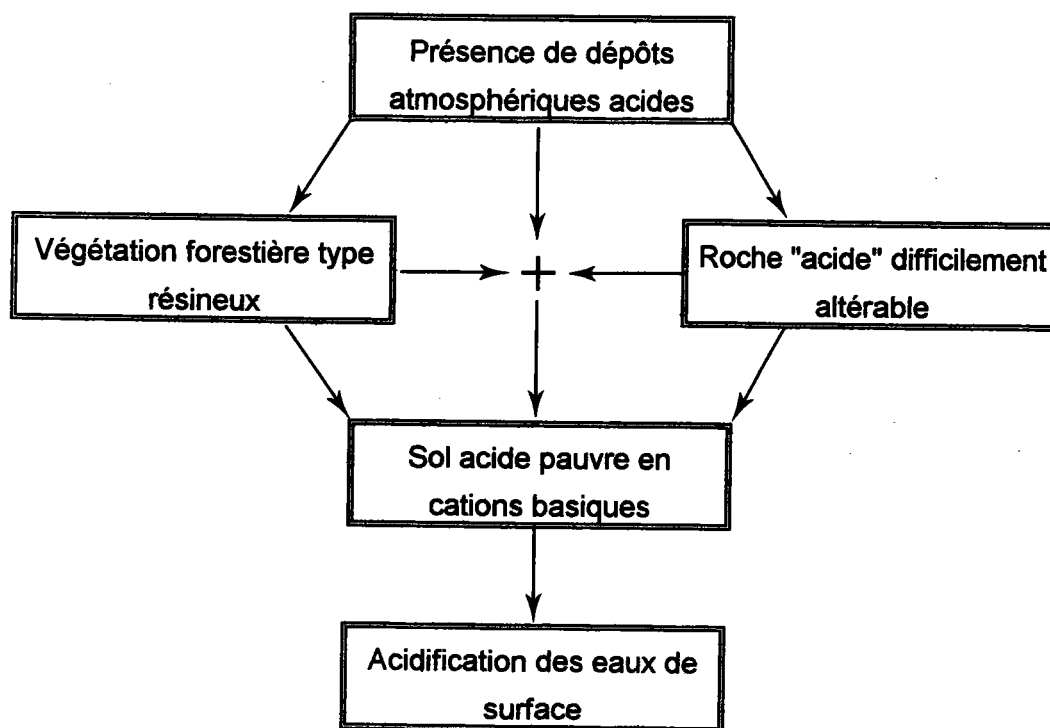 Présence de dépôts
atmosphériques acides
Végétation forestière type
résineux
+
Roche "acide" difficilement
altérable
Sol acide pauvre en
cations basiques
Acidification des eaux de
surface